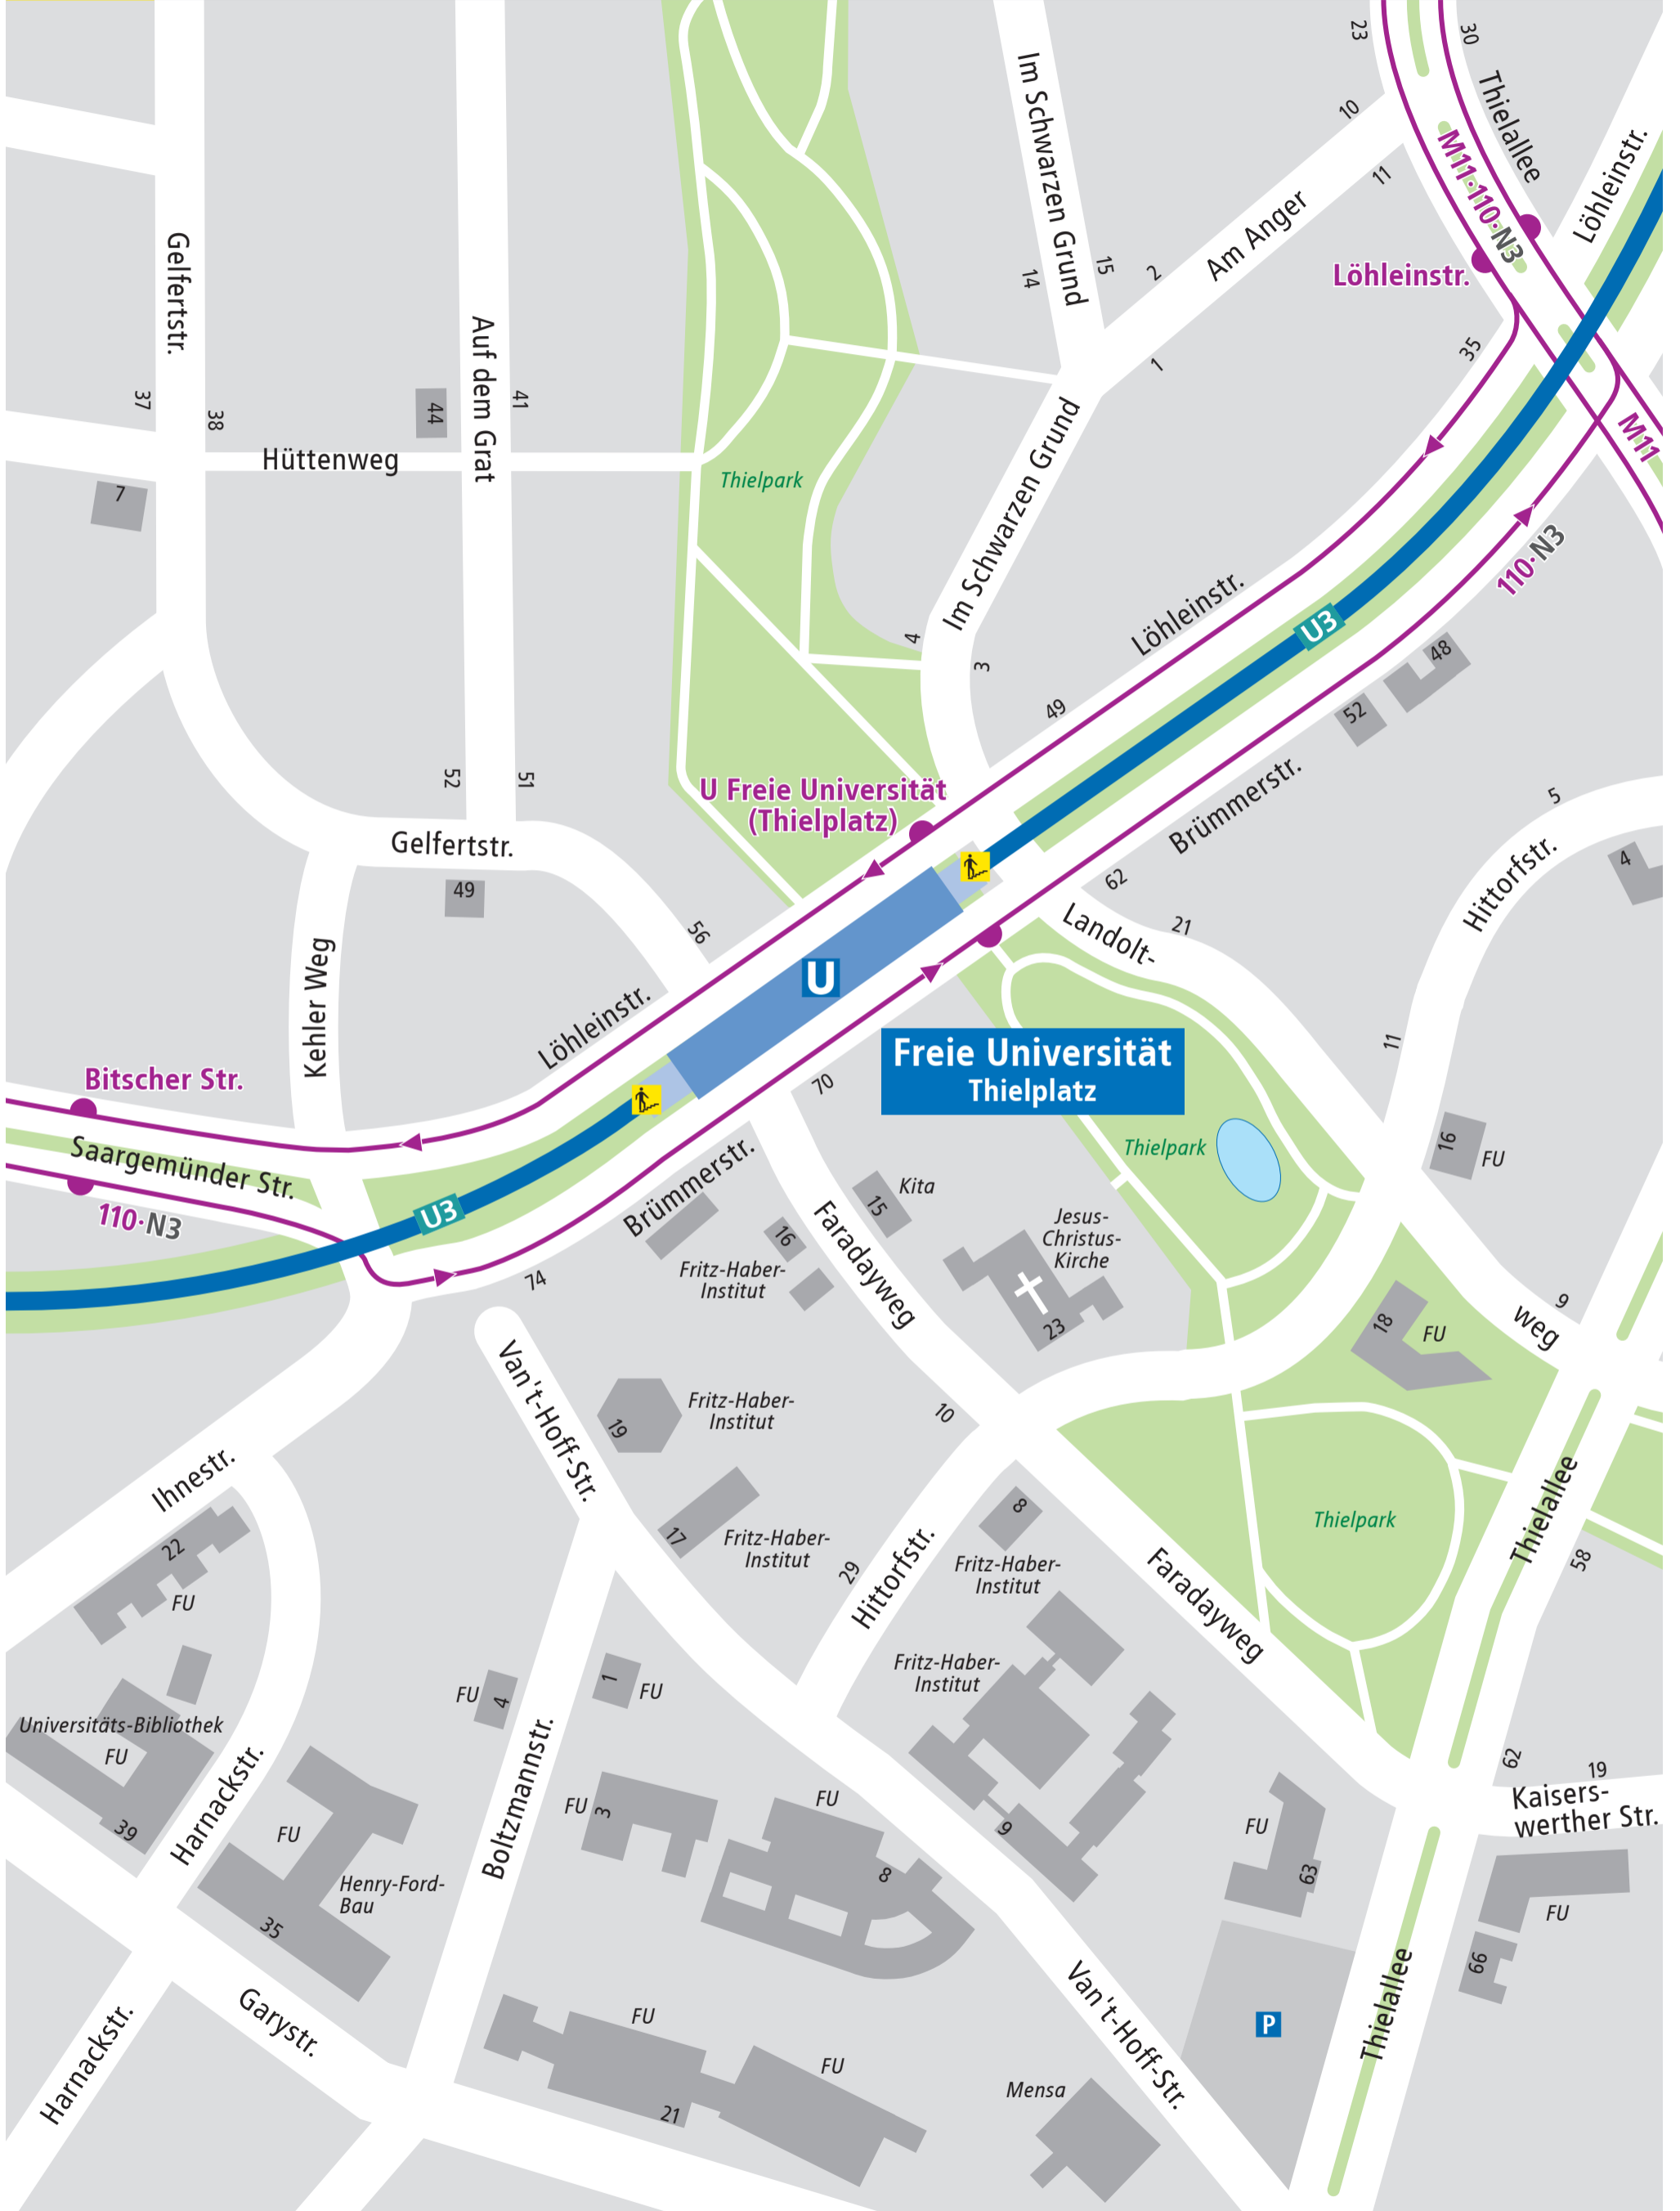 23
30
Thielallee
Im Schwarzen Grund
10
11
Löhleinstr.
M11·110·N3
Gelfertstr.
Am Anger
14
15
2
Löhleinstr.
Auf dem Grat
35
1
37
38
44
41
M11
Hüttenweg
7
Thielpark
Im Schwarzen Grund
110·N3
Löhleinstr.
U3
4
3
48
49
52
52
51
U Freie Universität
(Thielplatz)
Brümmerstr.
5
Gelfertstr.
Hittorfstr.
4
49
62
56
Landolt-
21
Kehler Weg
U
Löhleinstr.
11
Freie Universität
Thielplatz
Bitscher Str.
70
Thielpark
16
FU
Saargemünder Str.
Brümmerstr.
Kita
15
110·N3
U3
16
Faradayweg
Jesus-
Christus-
Kirche
Fritz-Haber-
Institut
74
23
18
FU
9
weg
Van't-Hoff-Str.
19
Fritz-Haber-
Institut
10
Ihnestr.
Thielpark
Thielallee
17
Fritz-Haber-
Institut
8
Fritz-Haber-
Institut
22
FU
29
Hittorfstr.
58
Faradayweg
FU
4
1
FU
Fritz-Haber-
Institut
Universitäts-Bibliothek
FU
Harnackstr.
Boltzmannstr.
62
19
Kaisers-
werther Str.
39
FU
FU
3
FU
9
FU
8
63
Henry-Ford-
Bau
35
FU
66
Garystr.
Van't-Hoff-Str.
Thielallee
Harnackstr.
FU
P
FU
21
Mensa